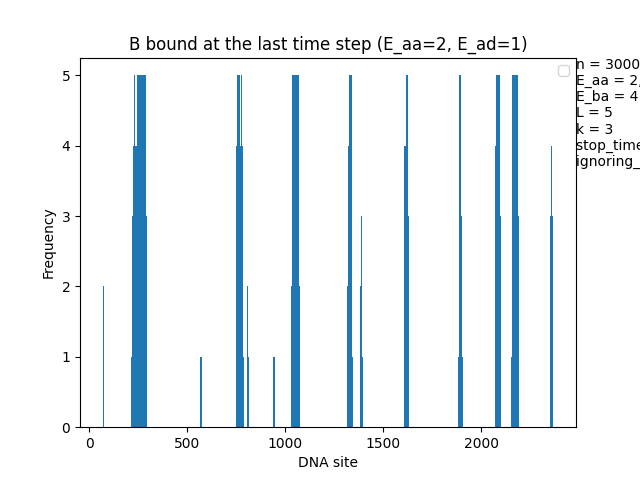 B bound at the last time step (E_aa=2, E_ad=1)
n = 3000
E_aa = 2,
E_ba = 4
L = 5
k = 3
stop_time
ignoring_
Frequency
5
4
3
2
1
0
0 500 1000 1500 2000
DNA site